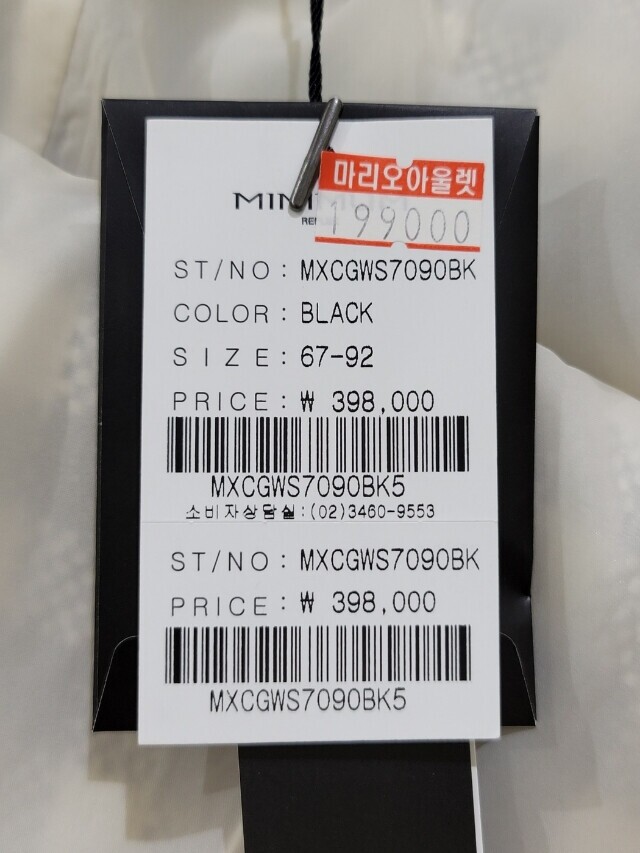 마리오아울렛
199000
ST/NO : MXCGWS7090BK
COLOR : BLACK
SIZE : 67-92
PRICE : ₩ 398,000
MXCGWS7090BK5
소비자상담실:(02)3460-9553
ST/NO : MXCGWS7090BK
PRICE : ₩ 398,000
MXCGWS7090BK5